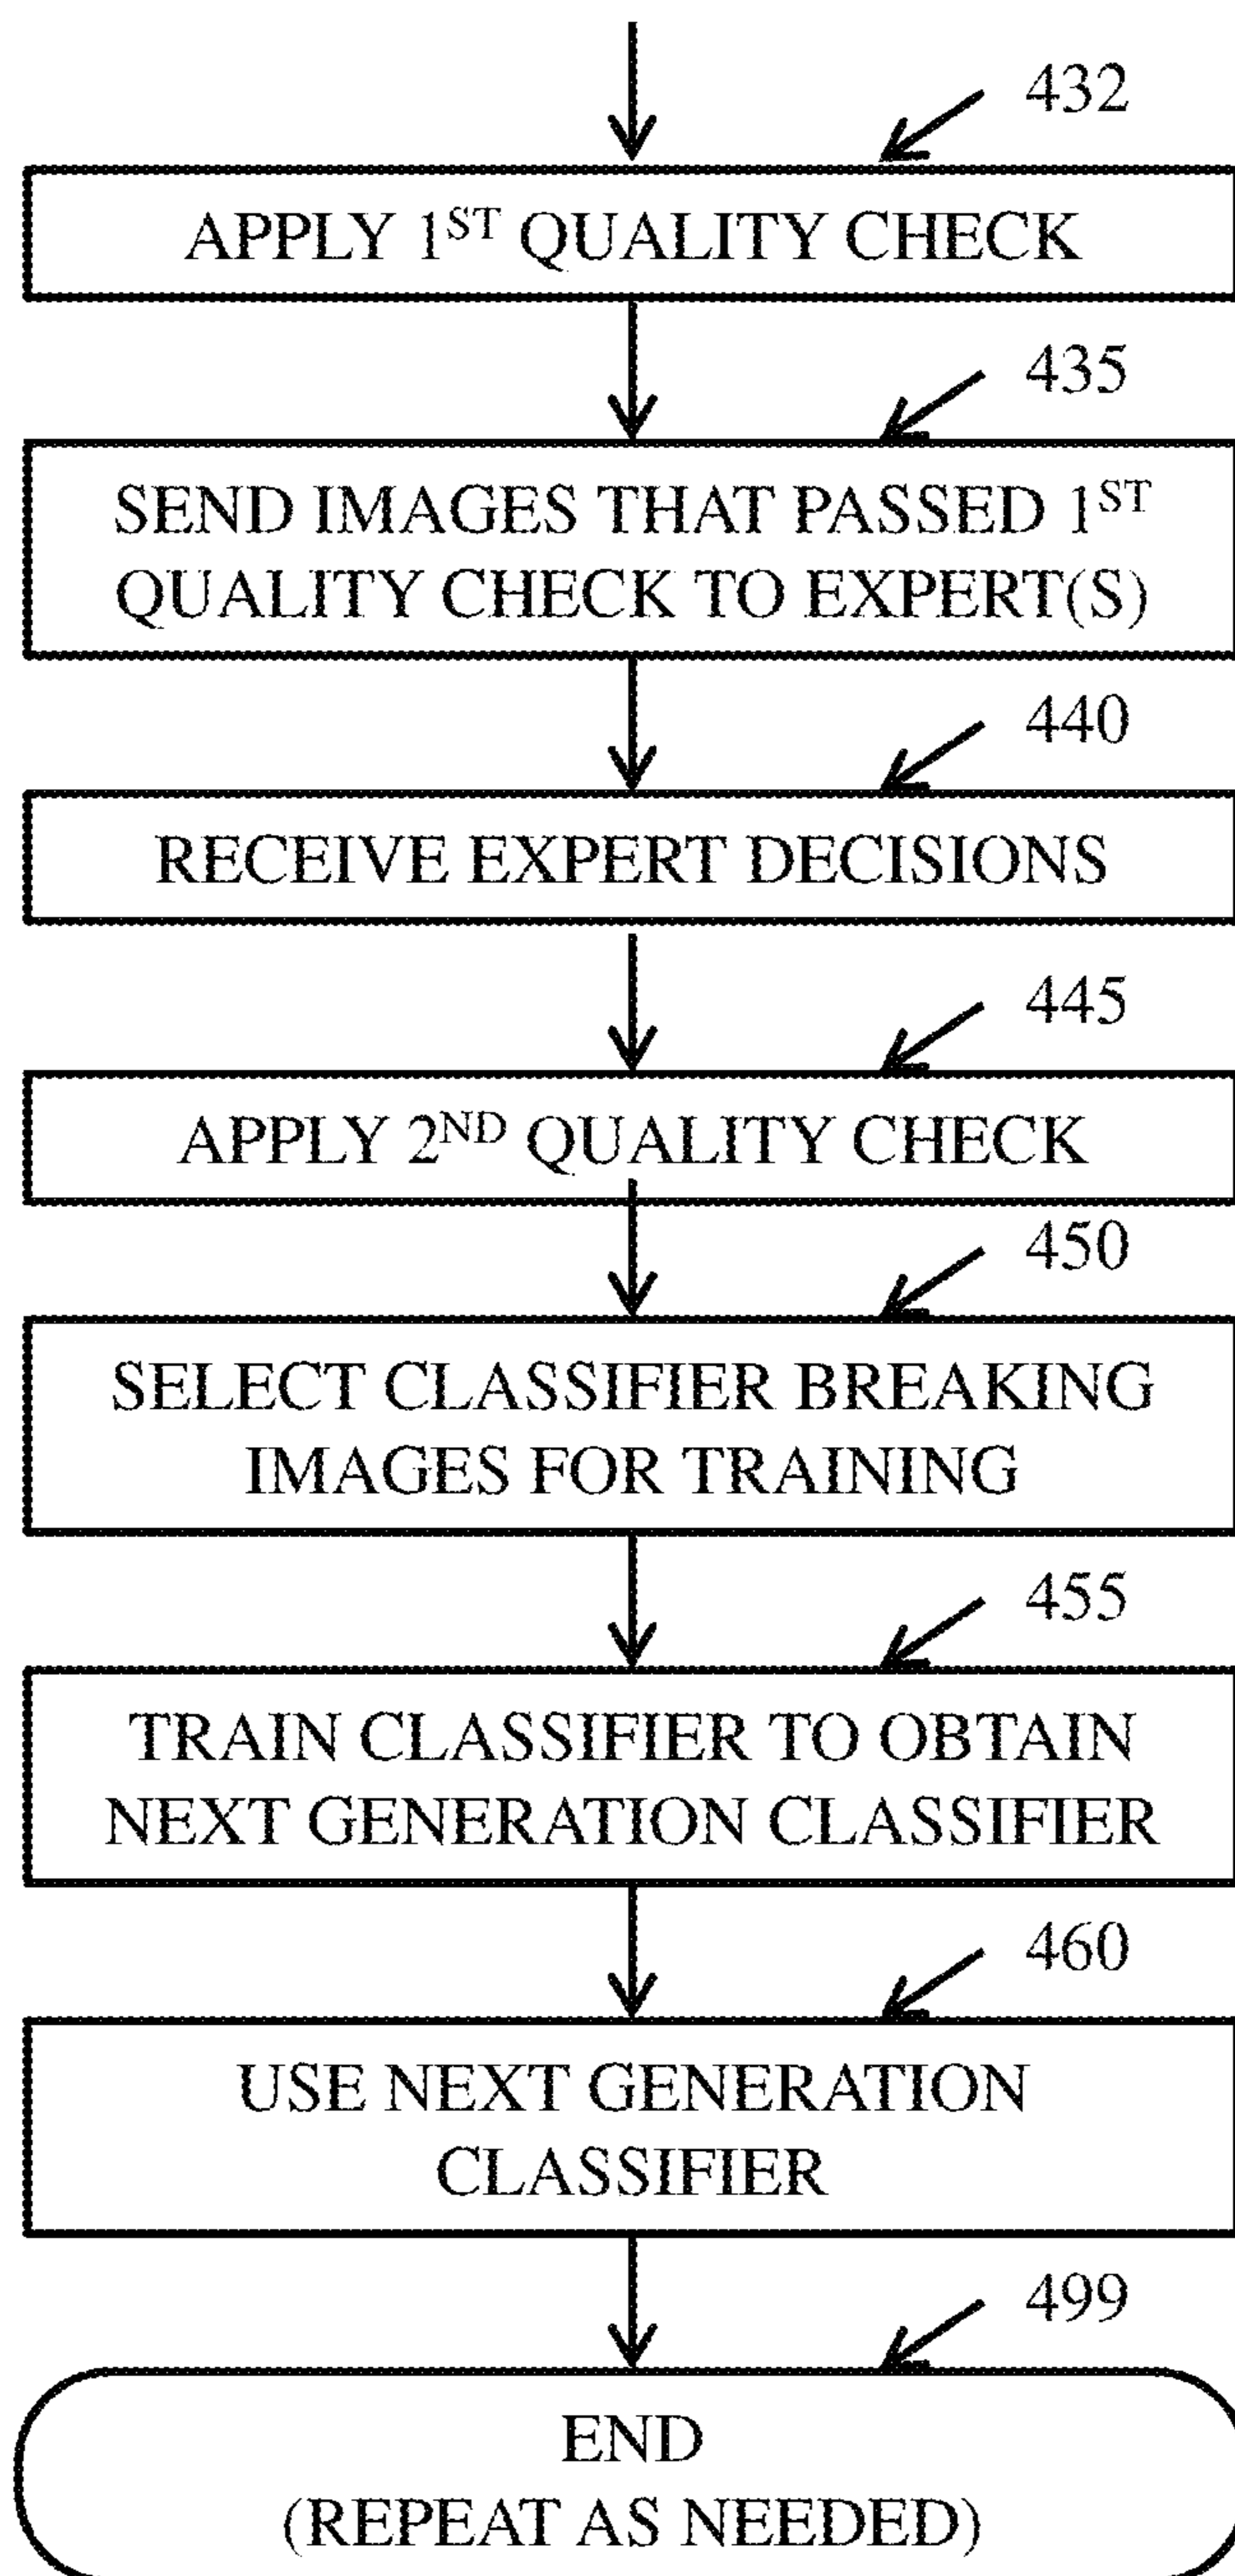 432
APPLY 1ST QUALITY CHECK
435
SEND IMAGES THAT PASSED 1ST
QUALITY CHECK TO EXPERT(S)
440
RECEIVE EXPERT DECISIONS
445
APPLY 2ND QUALITY CHECK
450
SELECT CLASSIFIER BREAKING
IMAGES FOR TRAINING
455
TRAIN CLASSIFIER TO OBTAIN
NEXT GENERATION CLASSIFIER
460
USE NEXT GENERATION
CLASSIFIER
499
END
(REPEAT AS NEEDED)